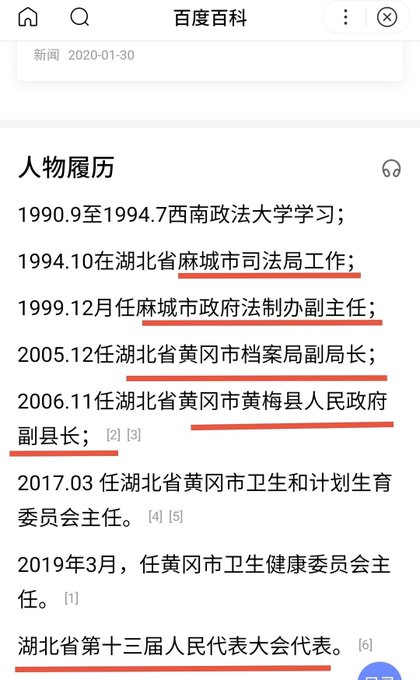 百度百科
新闻 2020-01-30
人物履历
1990.9至1994.7西南政法大学学习；
1994.10在湖北省麻城市司法局工作；
1999.12月任麻城市政府法制办副主任；
2005.12任湖北省黄冈市档案局副局长；
2006.11任湖北省黄冈市黄梅县人民政府
副县长； [2] [3]
2017.03 任湖北省黄冈市卫生和计划生育
委员会主任。 [4] [5]
2019年3月，任黄冈市卫生健康委员会主
任。 [1]
湖北省第十三届人民代表大会代表。 [6]